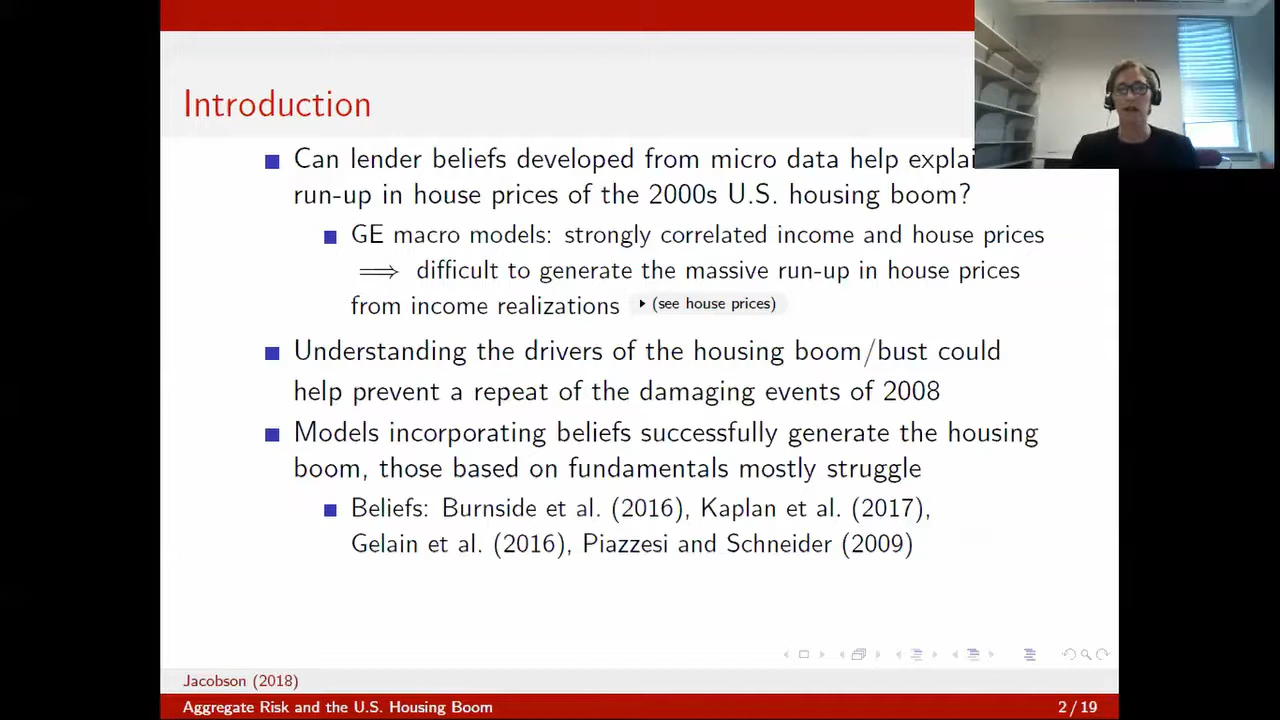 Introduction
Can lender beliefs developed from micro data help explai
run-up in house prices of the 2000s U.S. housing boom?
GE macro models: strongly correlated income and house prices
⟹ difficult to generate the massive run-up in house prices
from income realizations (see house prices)
Understanding the drivers of the housing boom/bust could
help prevent a repeat of the damaging events of 2008
Models incorporating beliefs successfully generate the housing
boom, those based on fundamentals mostly struggle
Beliefs: Burnside et al. (2016), Kaplan et al. (2017),
Gelain et al. (2016), Piazzesi and Schneider (2009)
Jacobson (2018)
Aggregate Risk and the U.S. Housing Boom 2 / 19